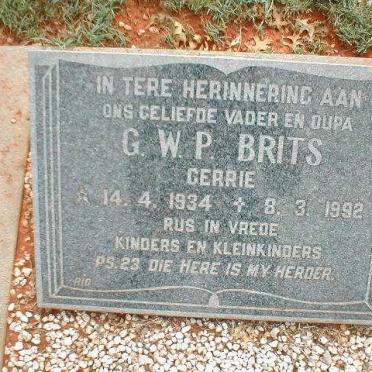 IN TERE HERINNERING AAN
ONS GELIEFDE VADER EN OUPA
G. W. P. BRITS
GERRIE
14. 4. 1934 + 8. 3. 1992
RUS IN VREDE
KINDERS EN KLEINKINDERS
PS. 23 DIE HERE IS MY HERDER.